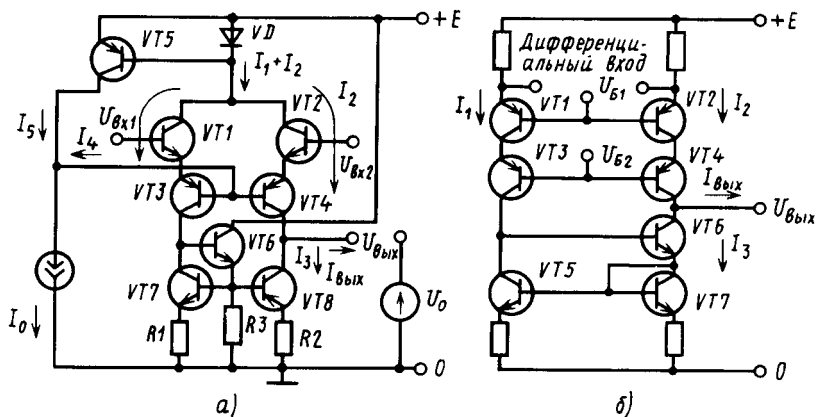 +E
VT5
VD
I₁+I₂
VT2
I₂
I₅
Uвх1
I₄
VT1
Uвх2
VT3
VT4
VT6
I₃
Uвых
Iвых
VT7
VT8
U₀
I₀
R1
R3
R2
0
а)
+E
Дифференци-
альный вход
UБ1
I₁
VT1
VT2
I₂
VT3
UБ2
VT4
Iвых
Uвых
VT6
I₃
VT5
VT7
0
б)